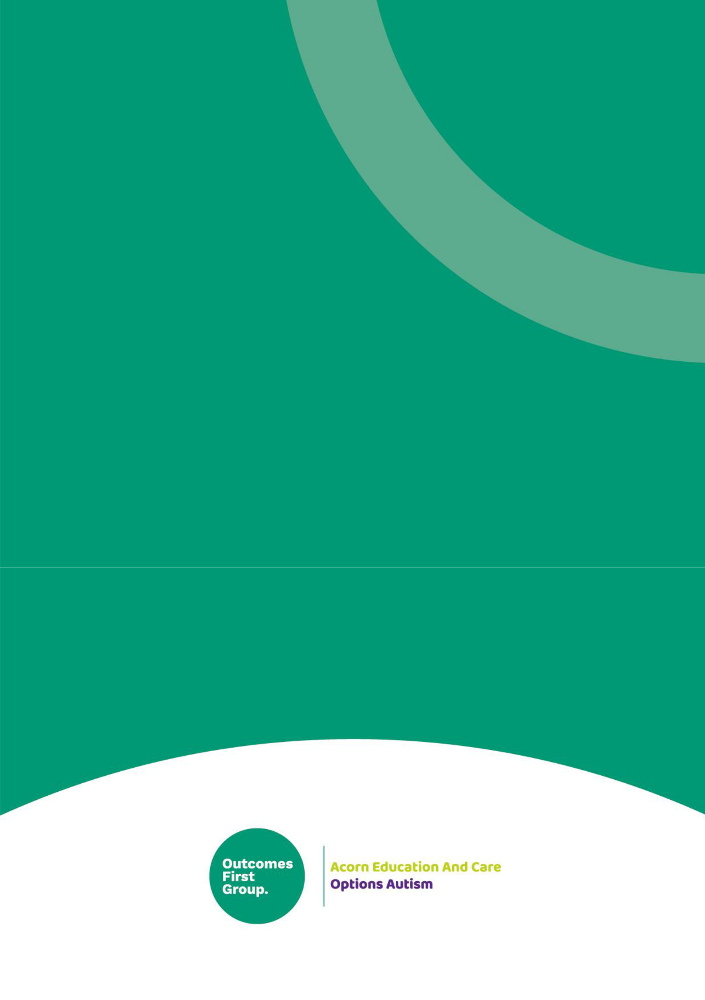 Outcomes
First
Group.
Acorn Education And Care
Options Autism